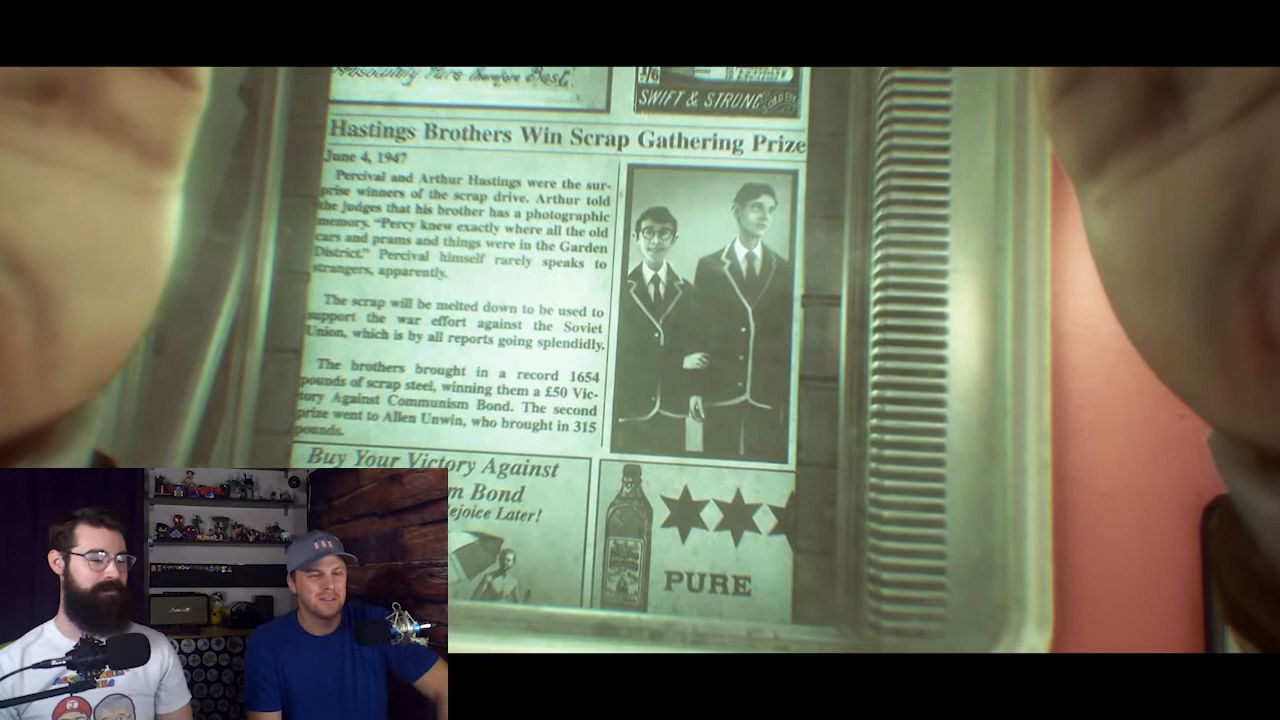 Absolutely Pure therefore Best.
1/6
SWIFT & STRONG
Hastings Brothers Win Scrap Gathering Prize
June 4, 1947
Percival and Arthur Hastings were the sur-
prise winners of the scrap drive. Arthur told
the judges that his brother has a photographic
memory. "Percy knew exactly where all the old
cars and prams and things were in the Garden
District." Percival himself rarely speaks to
strangers, apparently.
The scrap will be melted down to be used to
support the war effort against the Soviet
Union, which is by all reports going splendidly.
The brothers brought in a record 1654
pounds of scrap steel, winning them a £50 Vic-
tory Against Communism Bond. The second
prize went to Allen Unwin, who brought in 315
pounds.
Buy Your Victory Against
m Bond
ejoice Later!
PURE